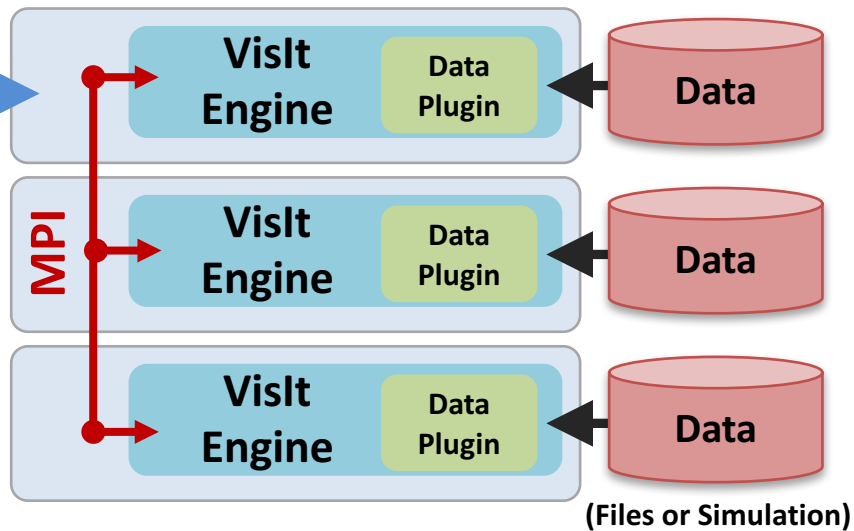 VisIt
Engine
Data
Plugin
Data
MPI
VisIt
Engine
Data
Plugin
Data
VisIt
Engine
Data
Plugin
Data
(Files or Simulation)